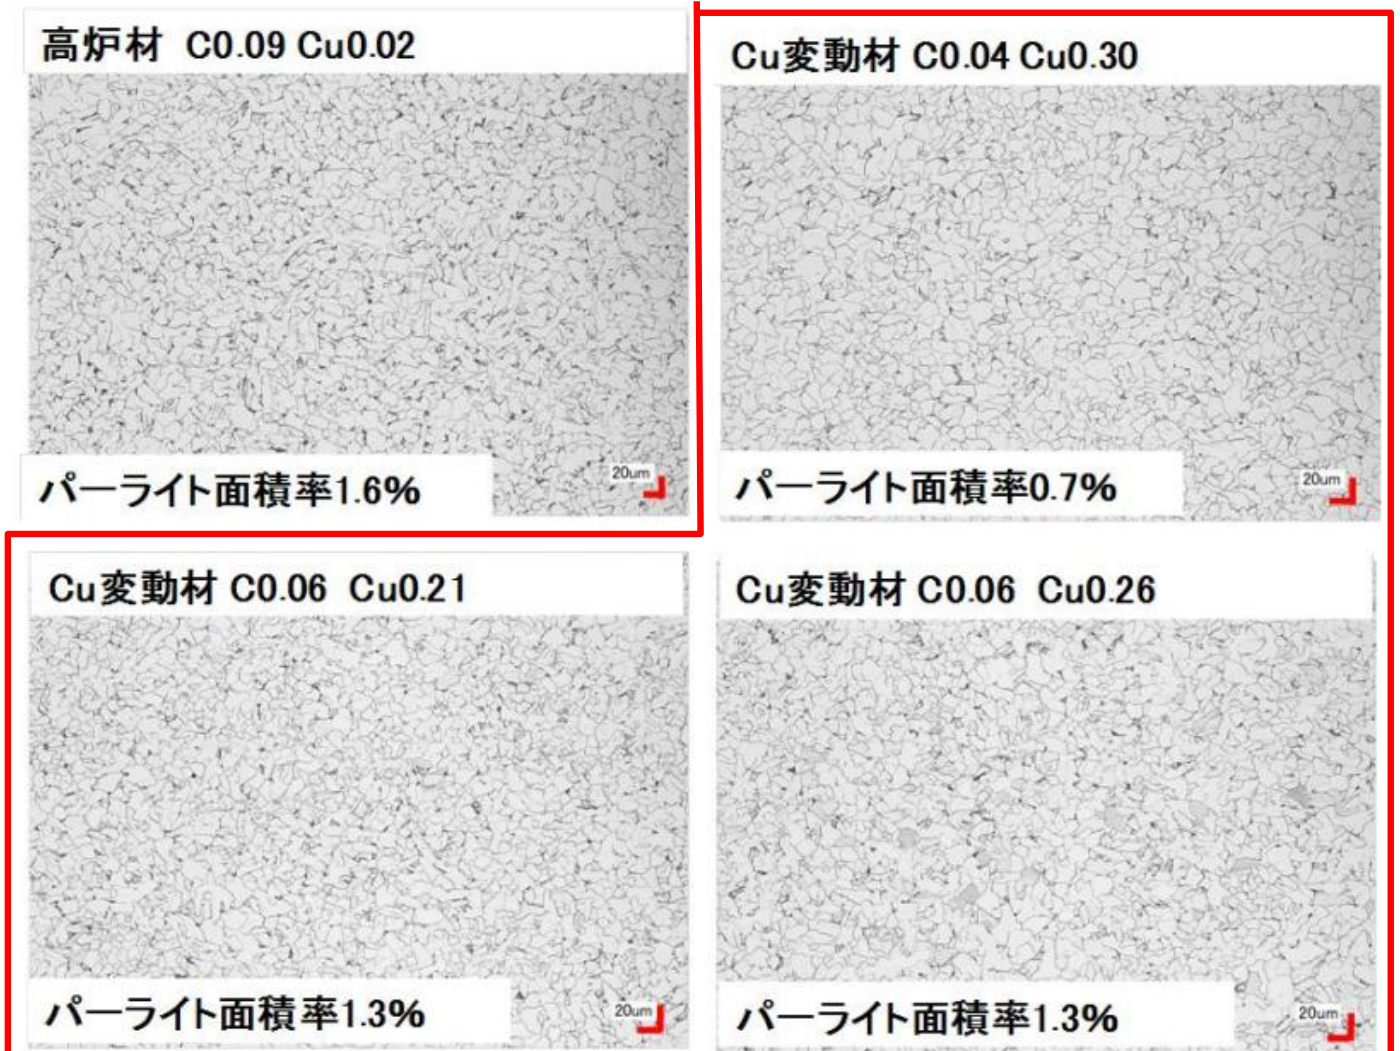 高炉材 C0.09 Cu0.02
20um
パーライト面積率1.6%
Cu変動材 C0.04 Cu0.30
20um
パーライト面積率0.7%
Cu変動材 C0.06 Cu0.21
20um
パーライト面積率1.3%
Cu変動材 C0.06 Cu0.26
20um
パーライト面積率1.3%